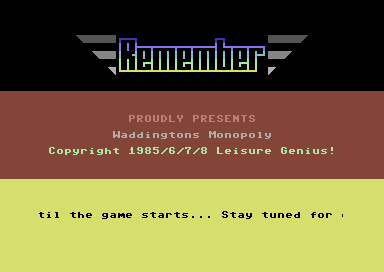 Remember
PROUDLY PRESENTS
Waddingtons Monopoly
Copyright 1985/6/7/8 Leisure Genius!
til the game starts... Stay tuned for